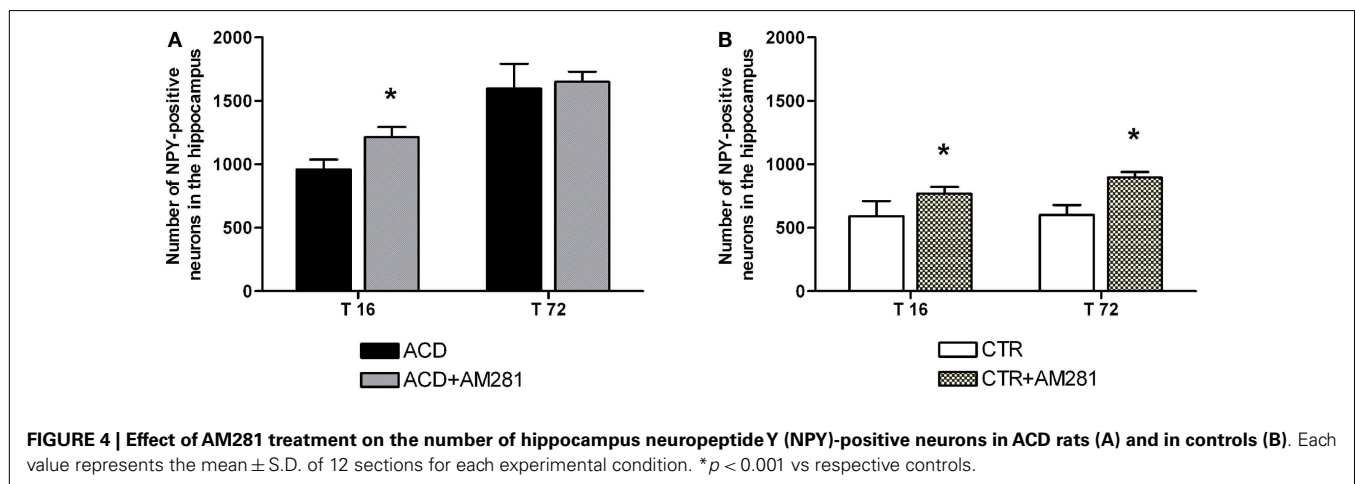 A
2000
1500
1000
500
0
Number of NPY-positive
neurons in the hippocampus
*
T 16
T 72
ACD
ACD+AM281
B
2000
1500
1000
500
0
Number of NPY-positive
neurons in the hippocampus
*
*
T 16
T 72
CTR
CTR+AM281
FIGURE 4 | Effect of AM281 treatment on the number of hippocampus neuropeptide Y (NPY)-positive neurons in ACD rats (A) and in controls (B). Each
value represents the mean ± S.D. of 12 sections for each experimental condition. *p < 0.001 vs respective controls.